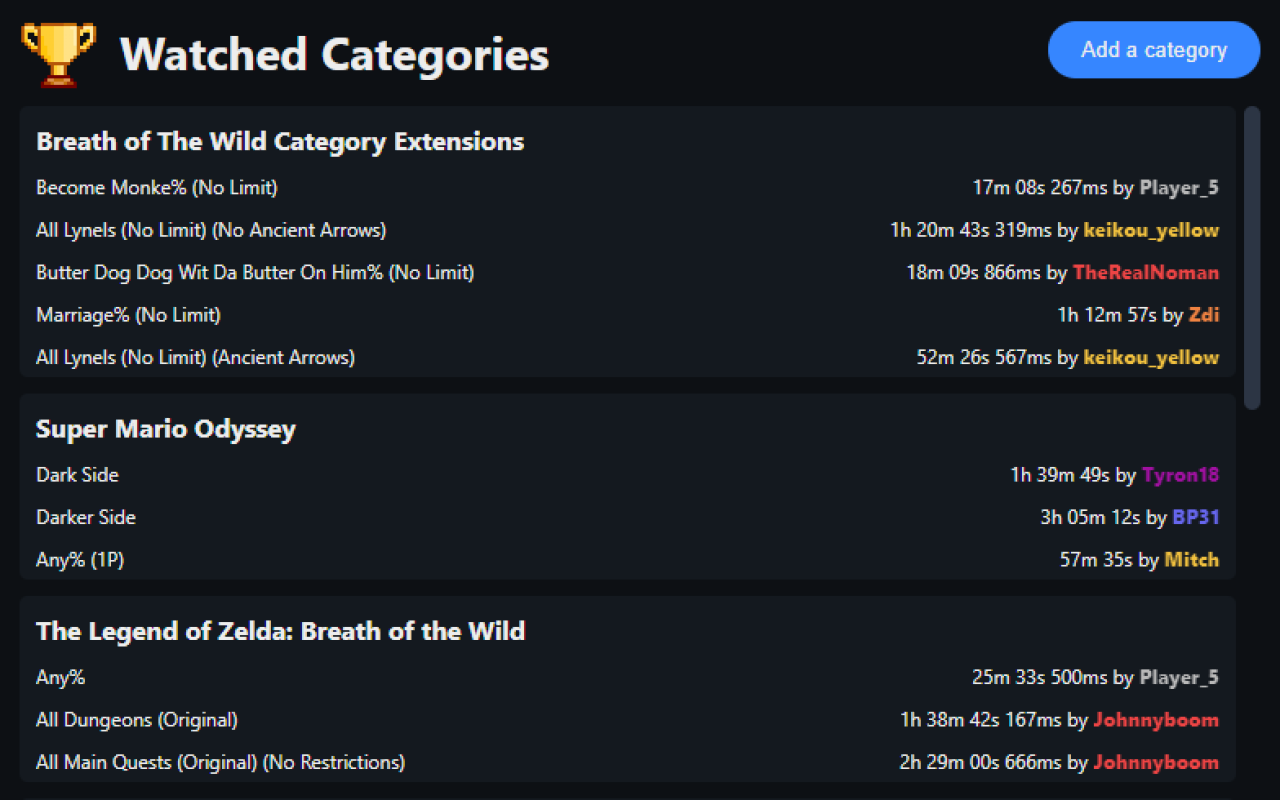 Watched Categories
Add a category
Breath of The Wild Category Extensions
Become Monke% (No Limit) 17m 08s 267ms by Player_5
All Lynels (No Limit) (No Ancient Arrows) 1h 20m 43s 319ms by keikou_yellow
Butter Dog Dog Wit Da Butter On Him% (No Limit) 18m 09s 866ms by TheRealNoman
Marriage% (No Limit) 1h 12m 57s by Zdi
All Lynels (No Limit) (Ancient Arrows) 52m 26s 567ms by keikou_yellow
Super Mario Odyssey
Dark Side 1h 39m 49s by Tyron18
Darker Side 3h 05m 12s by BP31
Any% (1P) 57m 35s by Mitch
The Legend of Zelda: Breath of the Wild
Any% 25m 33s 500ms by Player_5
All Dungeons (Original) 1h 38m 42s 167ms by Johnnyboom
All Main Quests (Original) (No Restrictions) 2h 29m 00s 666ms by Johnnyboom